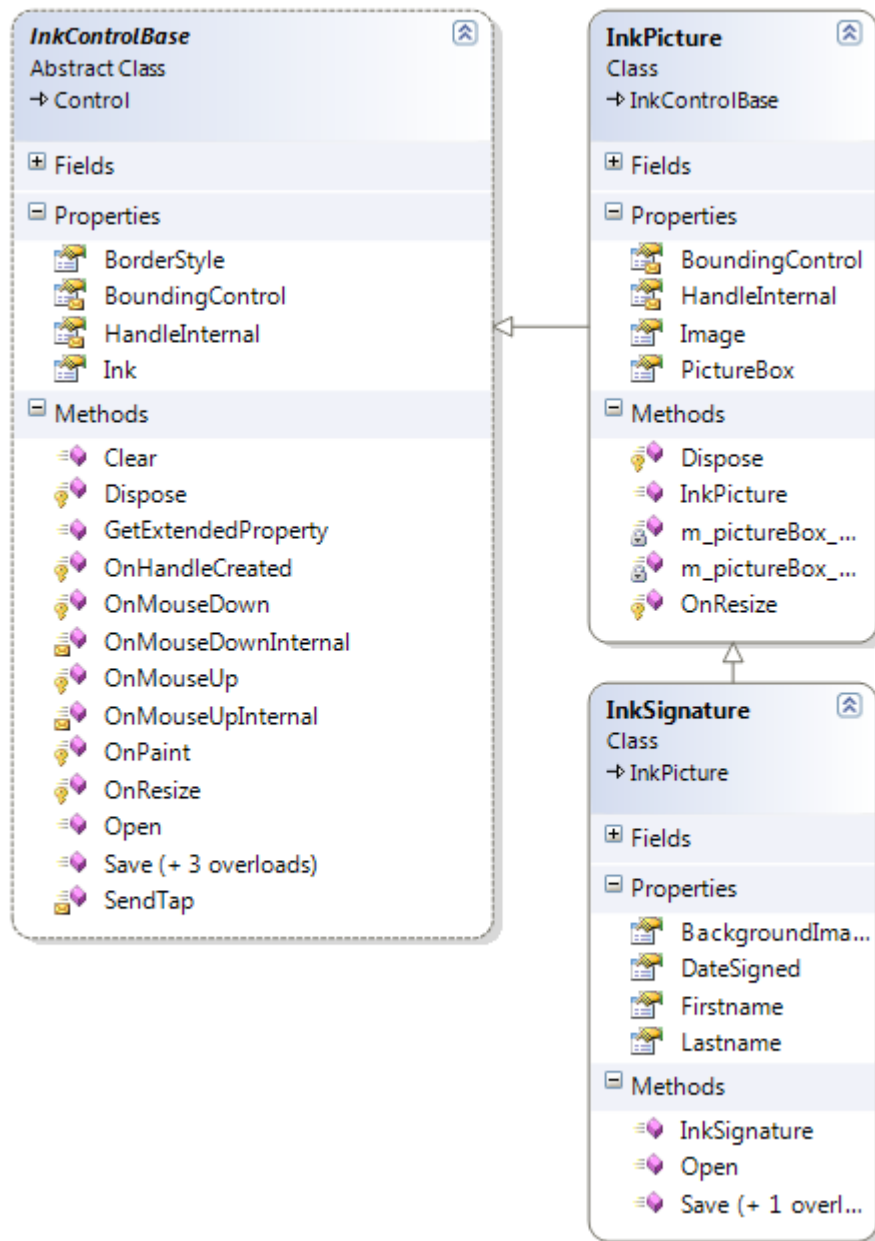 InkControlBase
Abstract Class
Control
Fields
Properties
BorderStyle
BoundingControl
HandleInternal
Ink
Methods
Clear
Dispose
GetExtendedProperty
OnHandleCreated
OnMouseDown
OnMouseDownInternal
OnMouseUp
OnMouseUpInternal
OnPaint
OnResize
Open
Save (+ 3 overloads)
SendTap
InkPicture
Class
InkControlBase
Fields
Properties
BoundingControl
HandleInternal
Image
PictureBox
Methods
Dispose
InkPicture
m_pictureBox_...
m_pictureBox_...
OnResize
InkSignature
Class
InkPicture
Fields
Properties
BackgroundIma...
DateSigned
Firstname
Lastname
Methods
InkSignature
Open
Save (+ 1 overl...